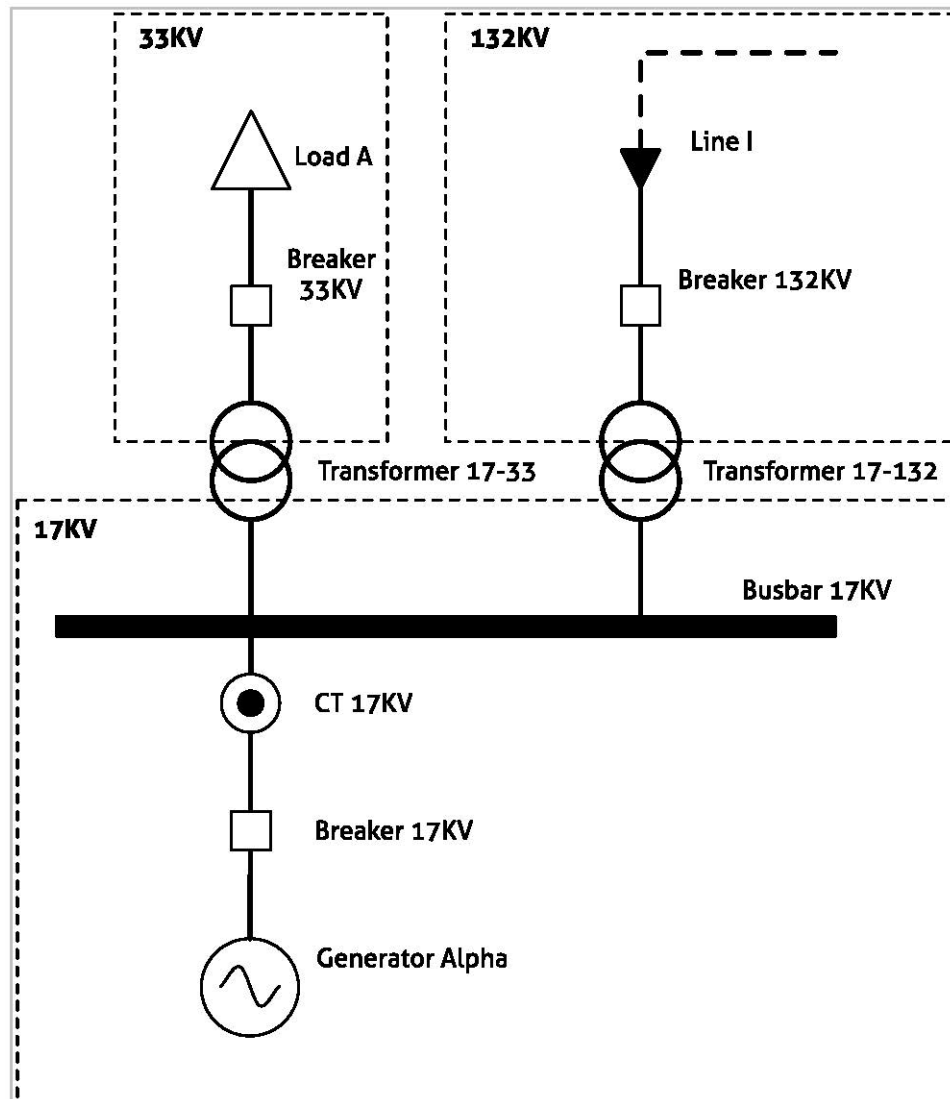 33KV
132KV
Load A
Line I
Breaker
33KV
Breaker 132KV
Transformer 17-33
Transformer 17-132
17KV
Busbar 17KV
CT 17KV
Breaker 17KV
Generator Alpha